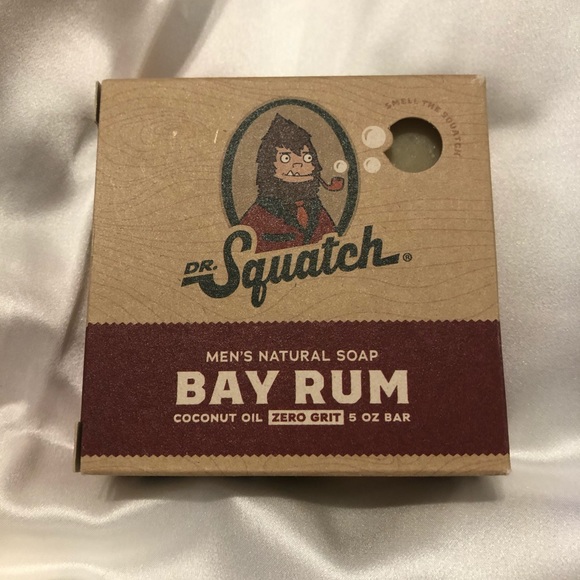 SMELL THE SQUATCH
DR. Squatch®
MEN'S NATURAL SOAP
BAY RUM
COCONUT OIL ZERO GRIT 5 OZ BAR